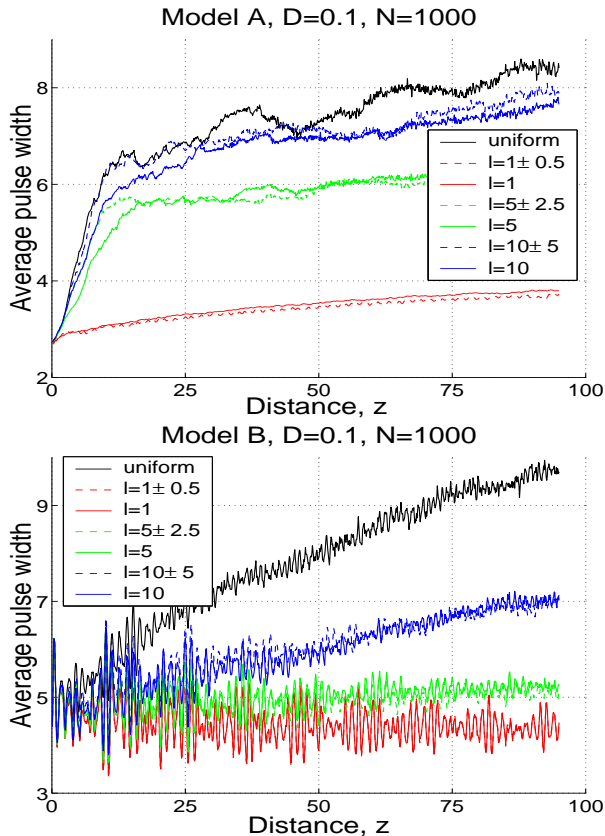 Model A, D=0.1, N=1000
Average pulse width
8
6
4
2
uniform
l=1± 0.5
l=1
l=5± 2.5
l=5
l=10± 5
l=10
0
25
50
75
100
Distance, z
Model B, D=0.1, N=1000
Average pulse width
9
7
5
3
uniform
l=1± 0.5
l=1
l=5± 2.5
l=5
l=10± 5
l=10
0
25
50
75
100
Distance, z